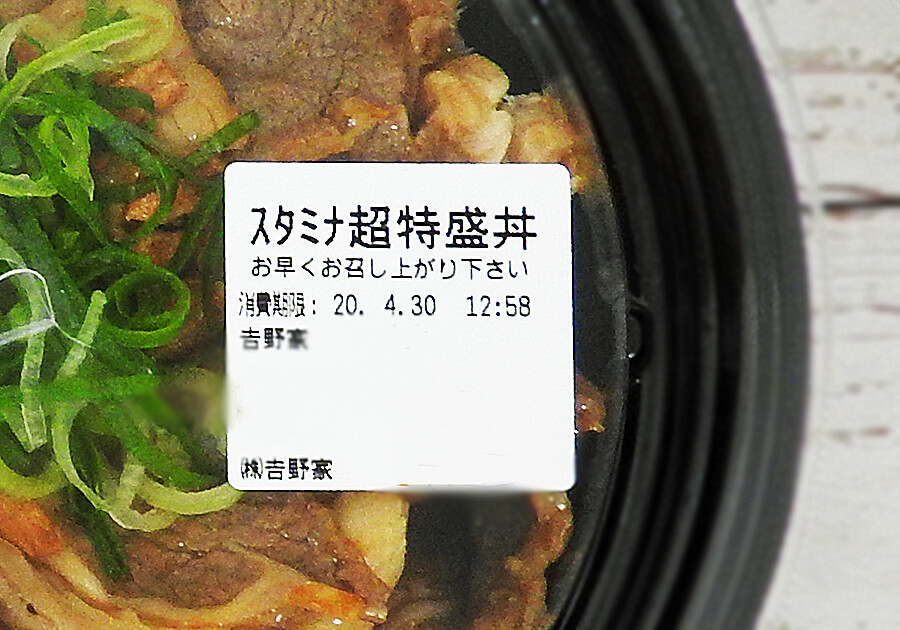 ｽﾀﾐﾅ超特盛丼
お早くお召し上がり下さい
消費期限: 20. 4.30 12:58
吉野家
㈱吉野家